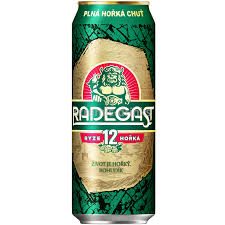 PLNÁ HOŘKÁ CHUŤ
RADEGAST
RYZE 12 HOŘKÁ
ŽIVOT JE HOŘKÝ,
BOHUDÍK